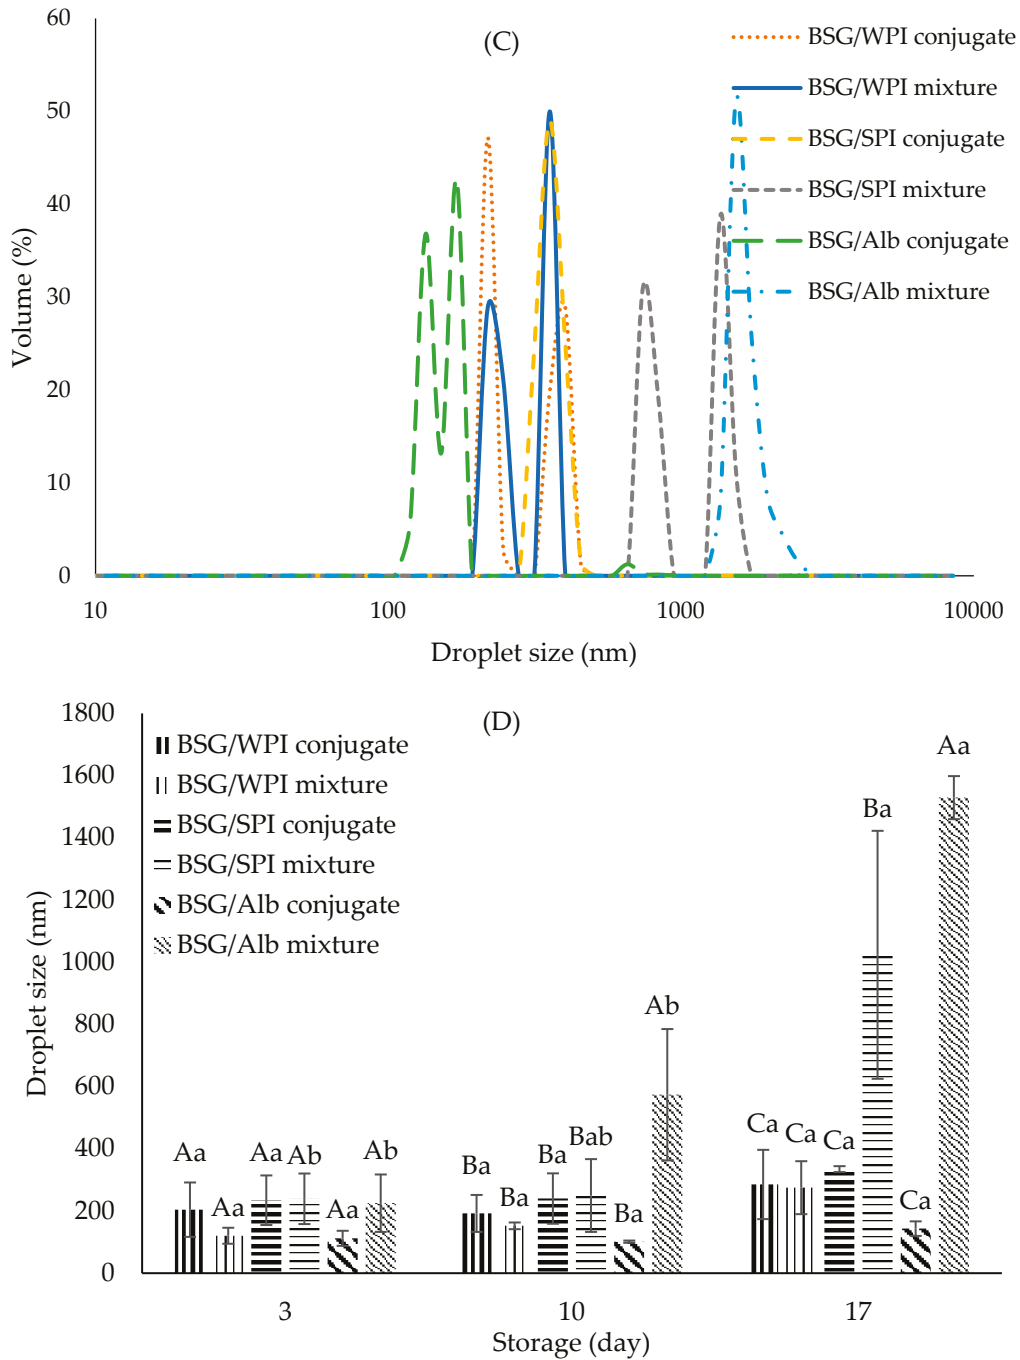 60
(C)
BSG/WPI conjugate
50
BSG/WPI mixture
BSG/SPI conjugate
40
BSG/SPI mixture
BSG/Alb conjugate
30
BSG/Alb mixture
20
10
0
Volume (%)
10 100 1000 10000
Droplet size (nm)
1800
(D)
BSG/WPI conjugate
Aa
1600
BSG/WPI mixture
BSG/SPI conjugate
Ba
1400
BSG/SPI mixture
1200
BSG/Alb conjugate
BSG/Alb mixture
1000
Ab
800
600
400
Aa Aa Ab Ab
Ba Ba Bab
Ca Ca Ca
200
Aa Aa
Ba Ba
Ca
0
Droplet size (nm)
3 10 17
Storage (day)